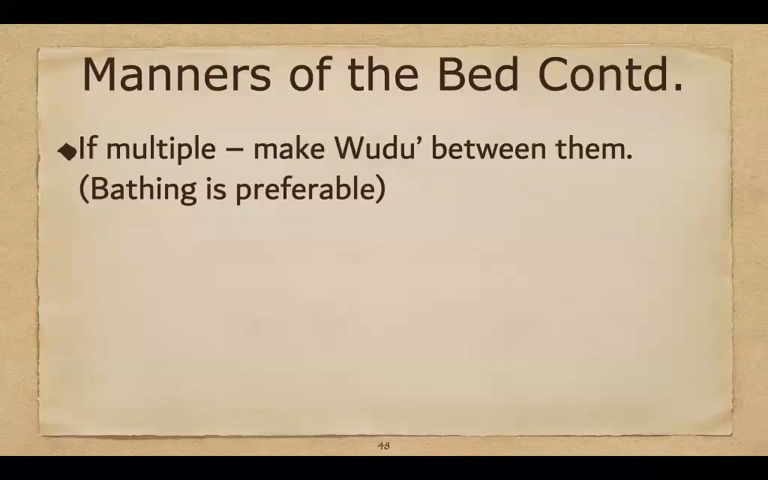 Manners of the Bed Contd.
If multiple – make Wudu’ between them.
(Bathing is preferable)
48